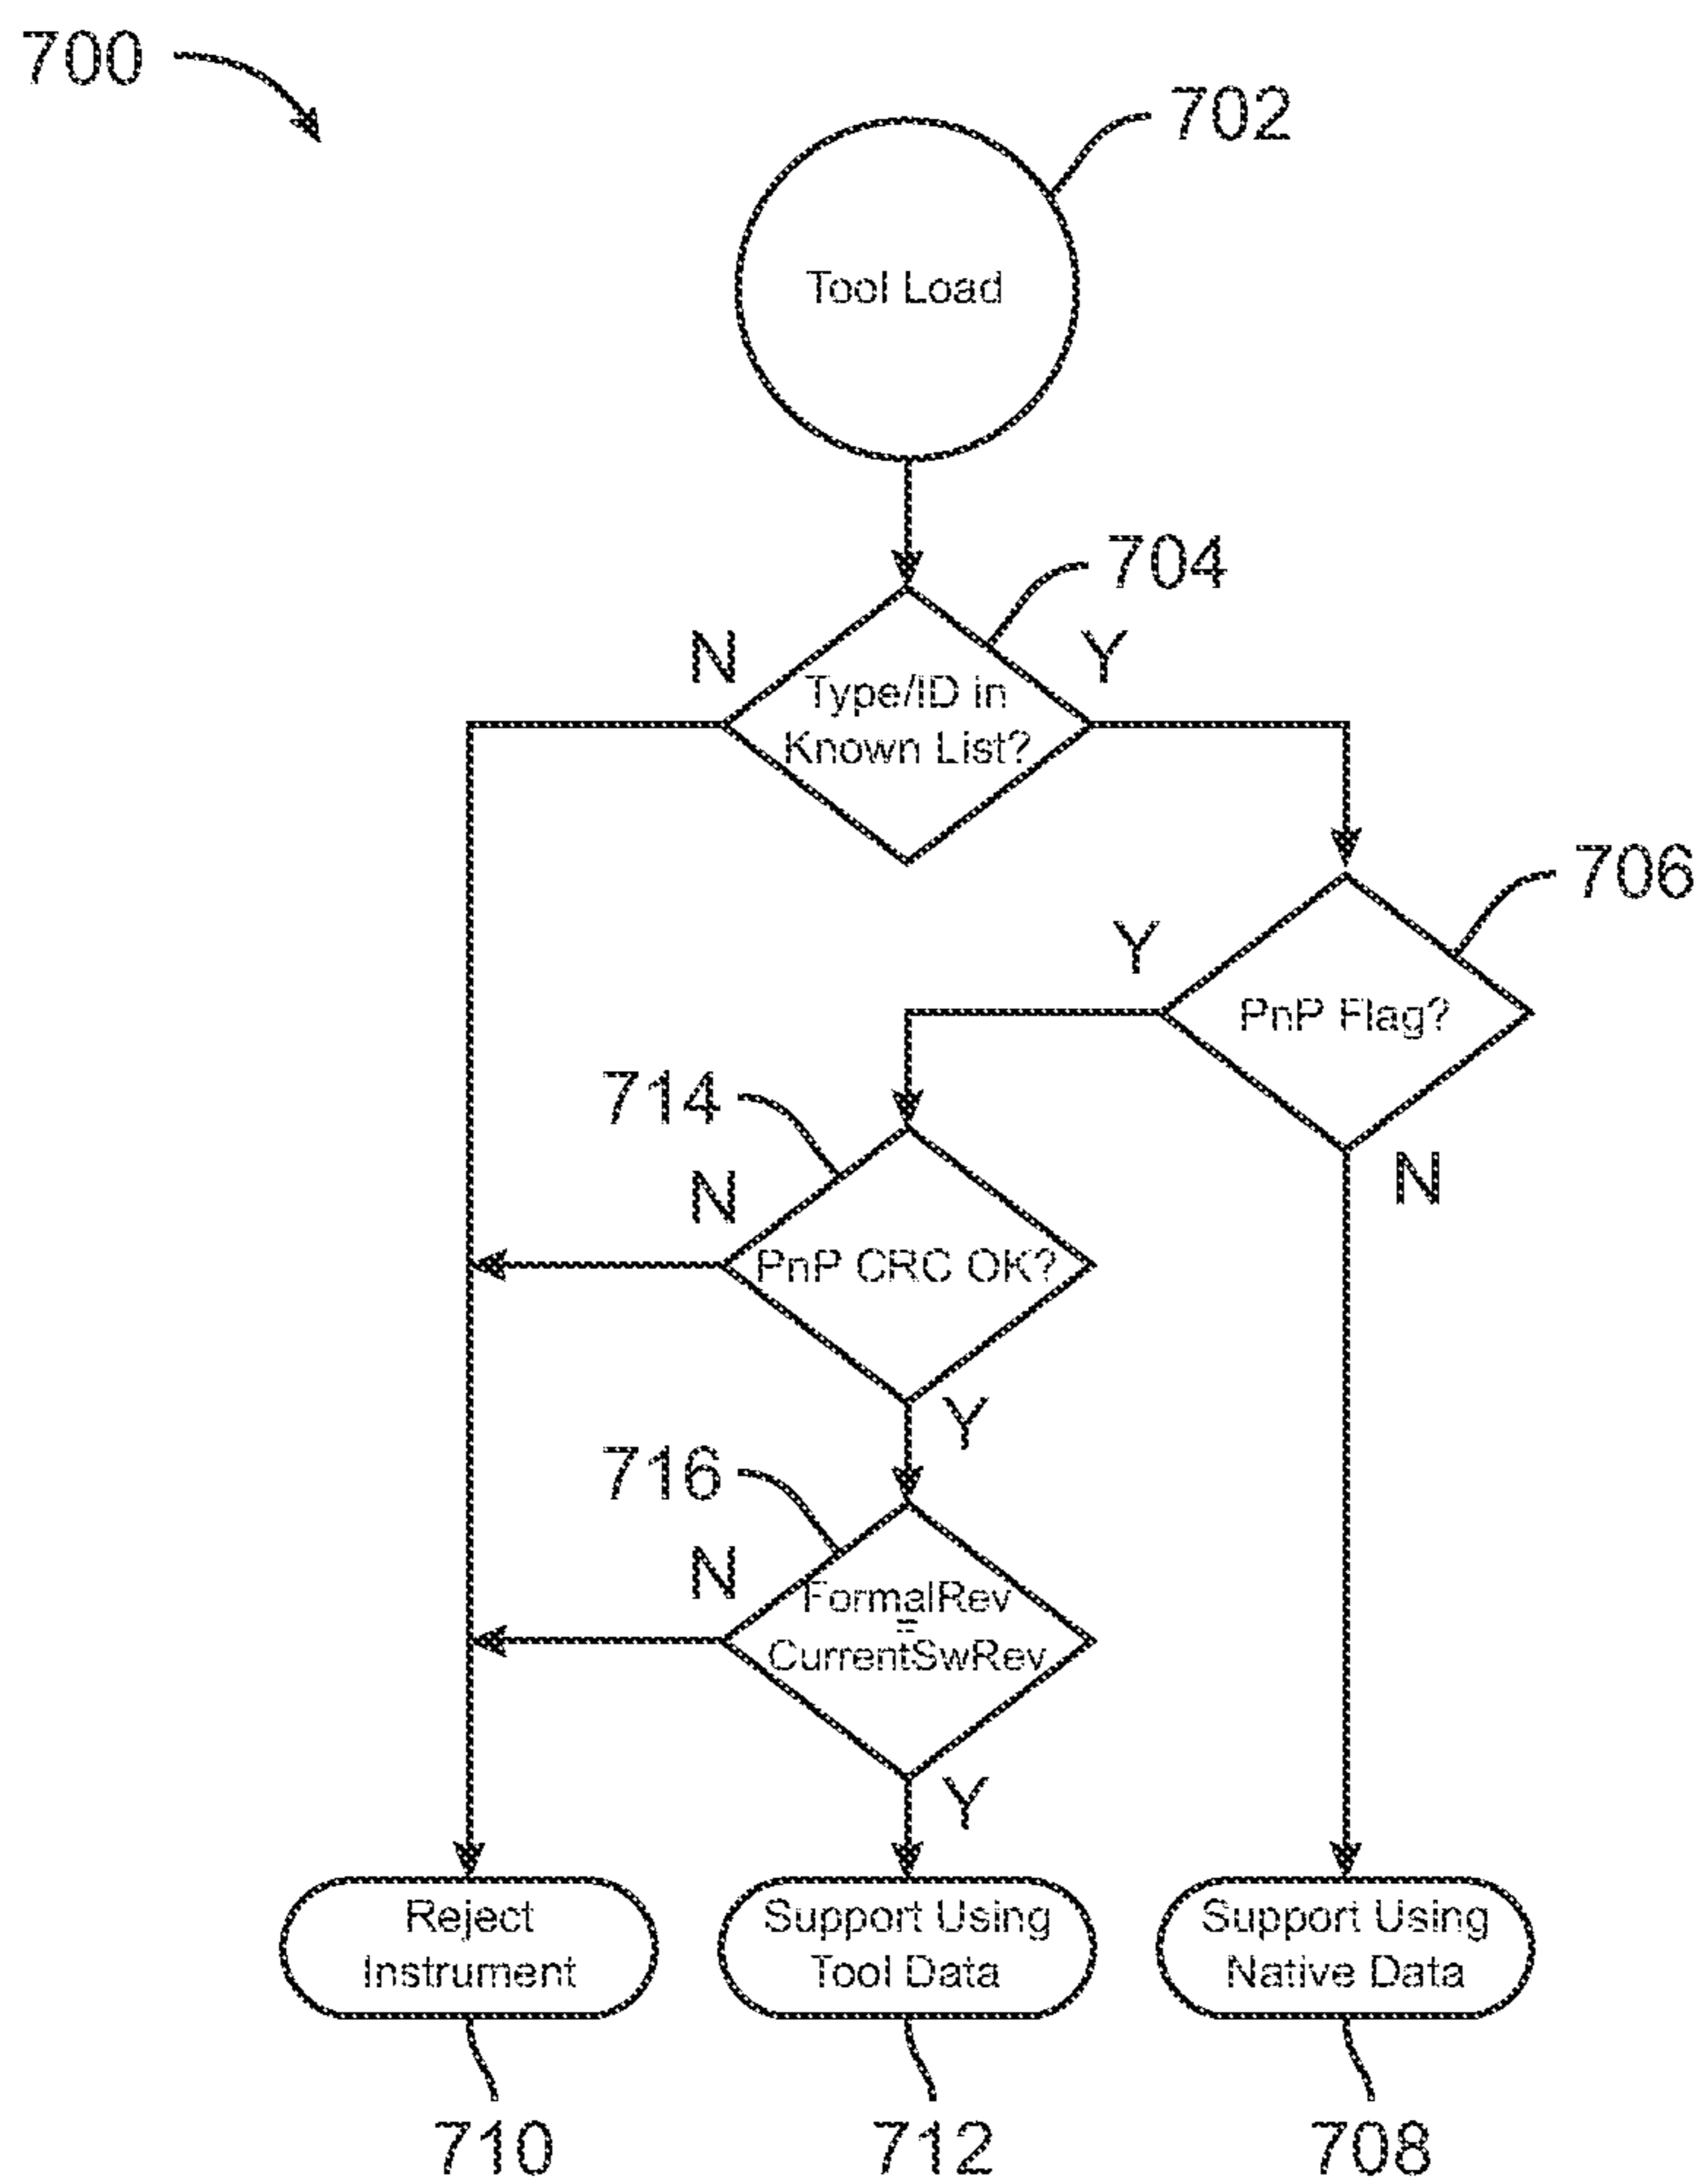 700
702
Tool Load
704
N
Y
Type/ID in
Known List?
706
Y
PnP Flag?
N
714
N
PnP CRC OK?
Y
716
N
FormalRev
=
CurrentSwRev
Y
Reject
Instrument
Support Using
Tool Data
Support Using
Native Data
710
712
708